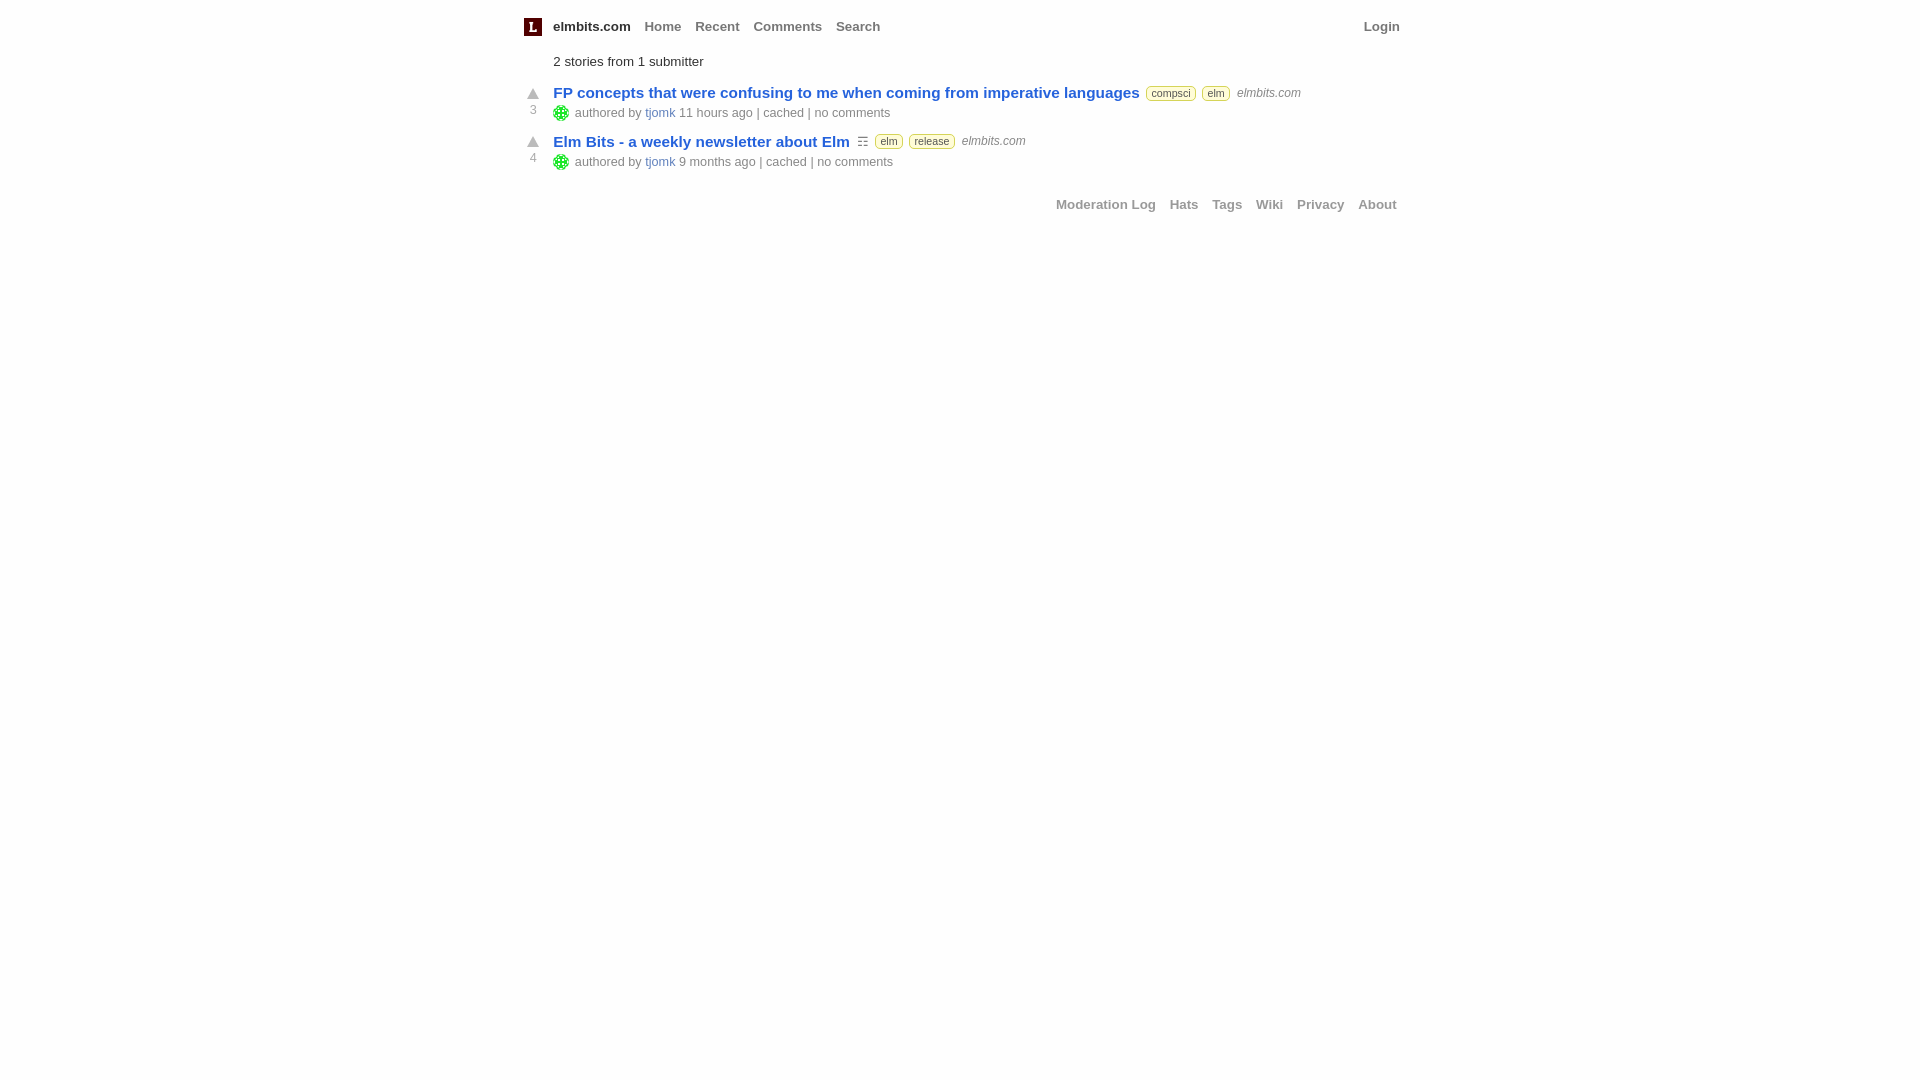 L elmbits.com Home Recent Comments Search Login
2 stories from 1 submitter
FP concepts that were confusing to me when coming from imperative languages compsci elm elmbits.com
3 authored by tjomk 11 hours ago | cached | no comments
Elm Bits - a weekly newsletter about Elm ☶ elm release elmbits.com
4 authored by tjomk 9 months ago | cached | no comments
Moderation Log Hats Tags Wiki Privacy About